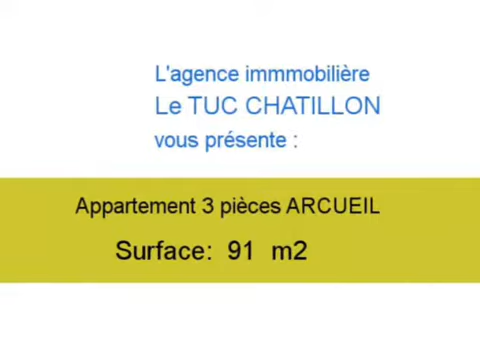 L'agence immmobilière
Le TUC CHATILLON
vous présente :
Appartement 3 pièces ARCUEIL
Surface: 91 m2